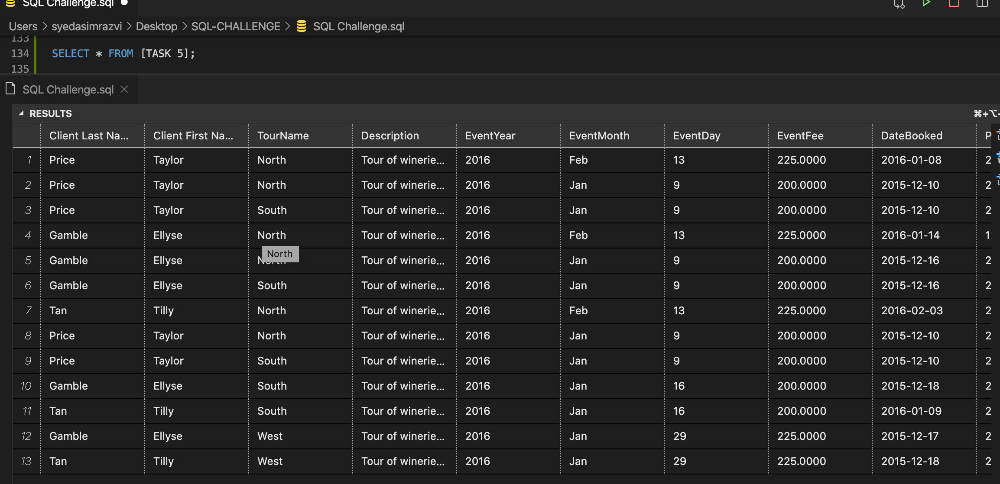 SQL Challenge.sql
Users > syedasimrazvi > Desktop > SQL-CHALLENGE > SQL Challenge.sql
133
134 SELECT * FROM [TASK 5];
135
SQL Challenge.sql
RESULTS ⌘+⌥-
Client Last Na... Client First Na... TourName Description EventYear EventMonth EventDay EventFee DateBooked P
1 Price Taylor North Tour of winerie... 2016 Feb 13 225.0000 2016-01-08 2
2 Price Taylor North Tour of winerie... 2016 Jan 9 200.0000 2015-12-10 2
3 Price Taylor South Tour of winerie... 2016 Jan 9 200.0000 2015-12-10 2
4 Gamble Ellyse North Tour of winerie... 2016 Feb 13 225.0000 2016-01-14 1
North
5 Gamble Ellyse North Tour of winerie... 2016 Jan 9 200.0000 2015-12-16 2
6 Gamble Ellyse South Tour of winerie... 2016 Jan 9 200.0000 2015-12-16 2
7 Tan Tilly North Tour of winerie... 2016 Feb 13 225.0000 2016-02-03 2
8 Price Taylor North Tour of winerie... 2016 Jan 9 200.0000 2015-12-10 2
9 Price Taylor South Tour of winerie... 2016 Jan 9 200.0000 2015-12-10 2
10 Gamble Ellyse South Tour of winerie... 2016 Jan 16 200.0000 2015-12-18 2
11 Tan Tilly South Tour of winerie... 2016 Jan 16 200.0000 2016-01-09 2
12 Gamble Ellyse West Tour of winerie... 2016 Jan 29 225.0000 2015-12-17 2
13 Tan Tilly West Tour of winerie... 2016 Jan 29 225.0000 2015-12-18 2